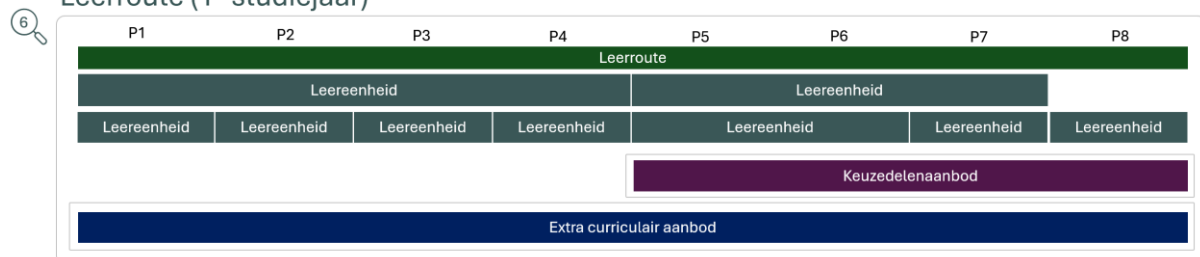 Leerroute (1e studiejaar)
6
P1 P2 P3 P4 P5 P6 P7 P8
Leerroute
Leereenheid Leereenheid
Leereenheid Leereenheid Leereenheid Leereenheid Leereenheid Leereenheid Leereenheid
Keuzedelenaanbod
Extra curriculair aanbod